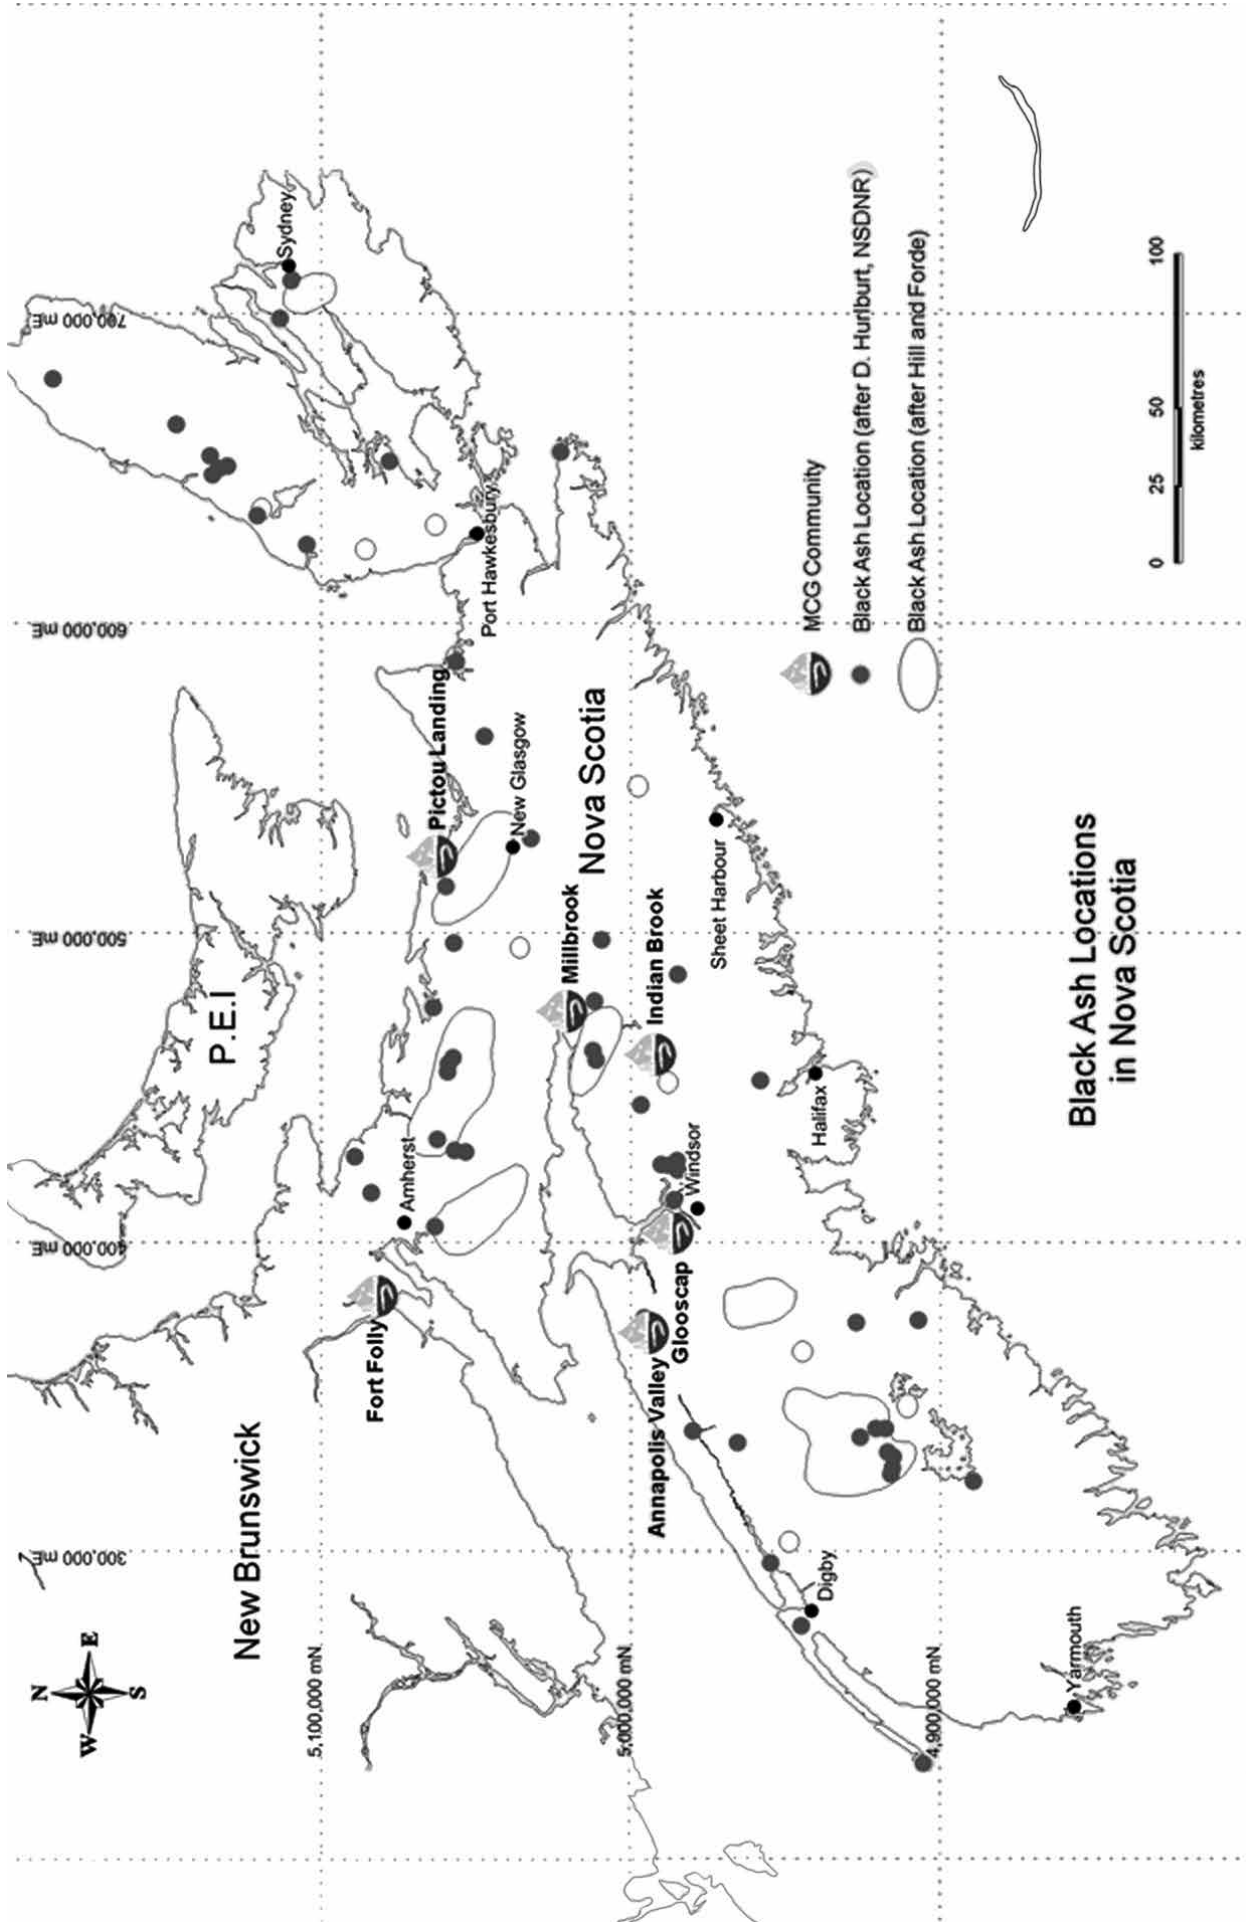 N
W
E
S
New Brunswick
P.E.I
300,000 mE
400,000 mE
500,000 mE
600,000 mE
700,000 mE
5,100,000 mN
5,000,000 mN
4,900,000 mN
Fort Folly
Amherst
Pictou Landing
New Glasgow
Port Hawkesbury
Sydney
Nova Scotia
Millbrook
Indian Brook
Sheet Harbour
Windsor
Glooscap
Annapolis Valley
Halifax
Digby
Yarmouth
MCG Community
Black Ash Location (after D. Hurlburt, NSDNR)
Black Ash Location (after Hill and Forde)
Black Ash Locations
in Nova Scotia
0 25 50 100
kilometres